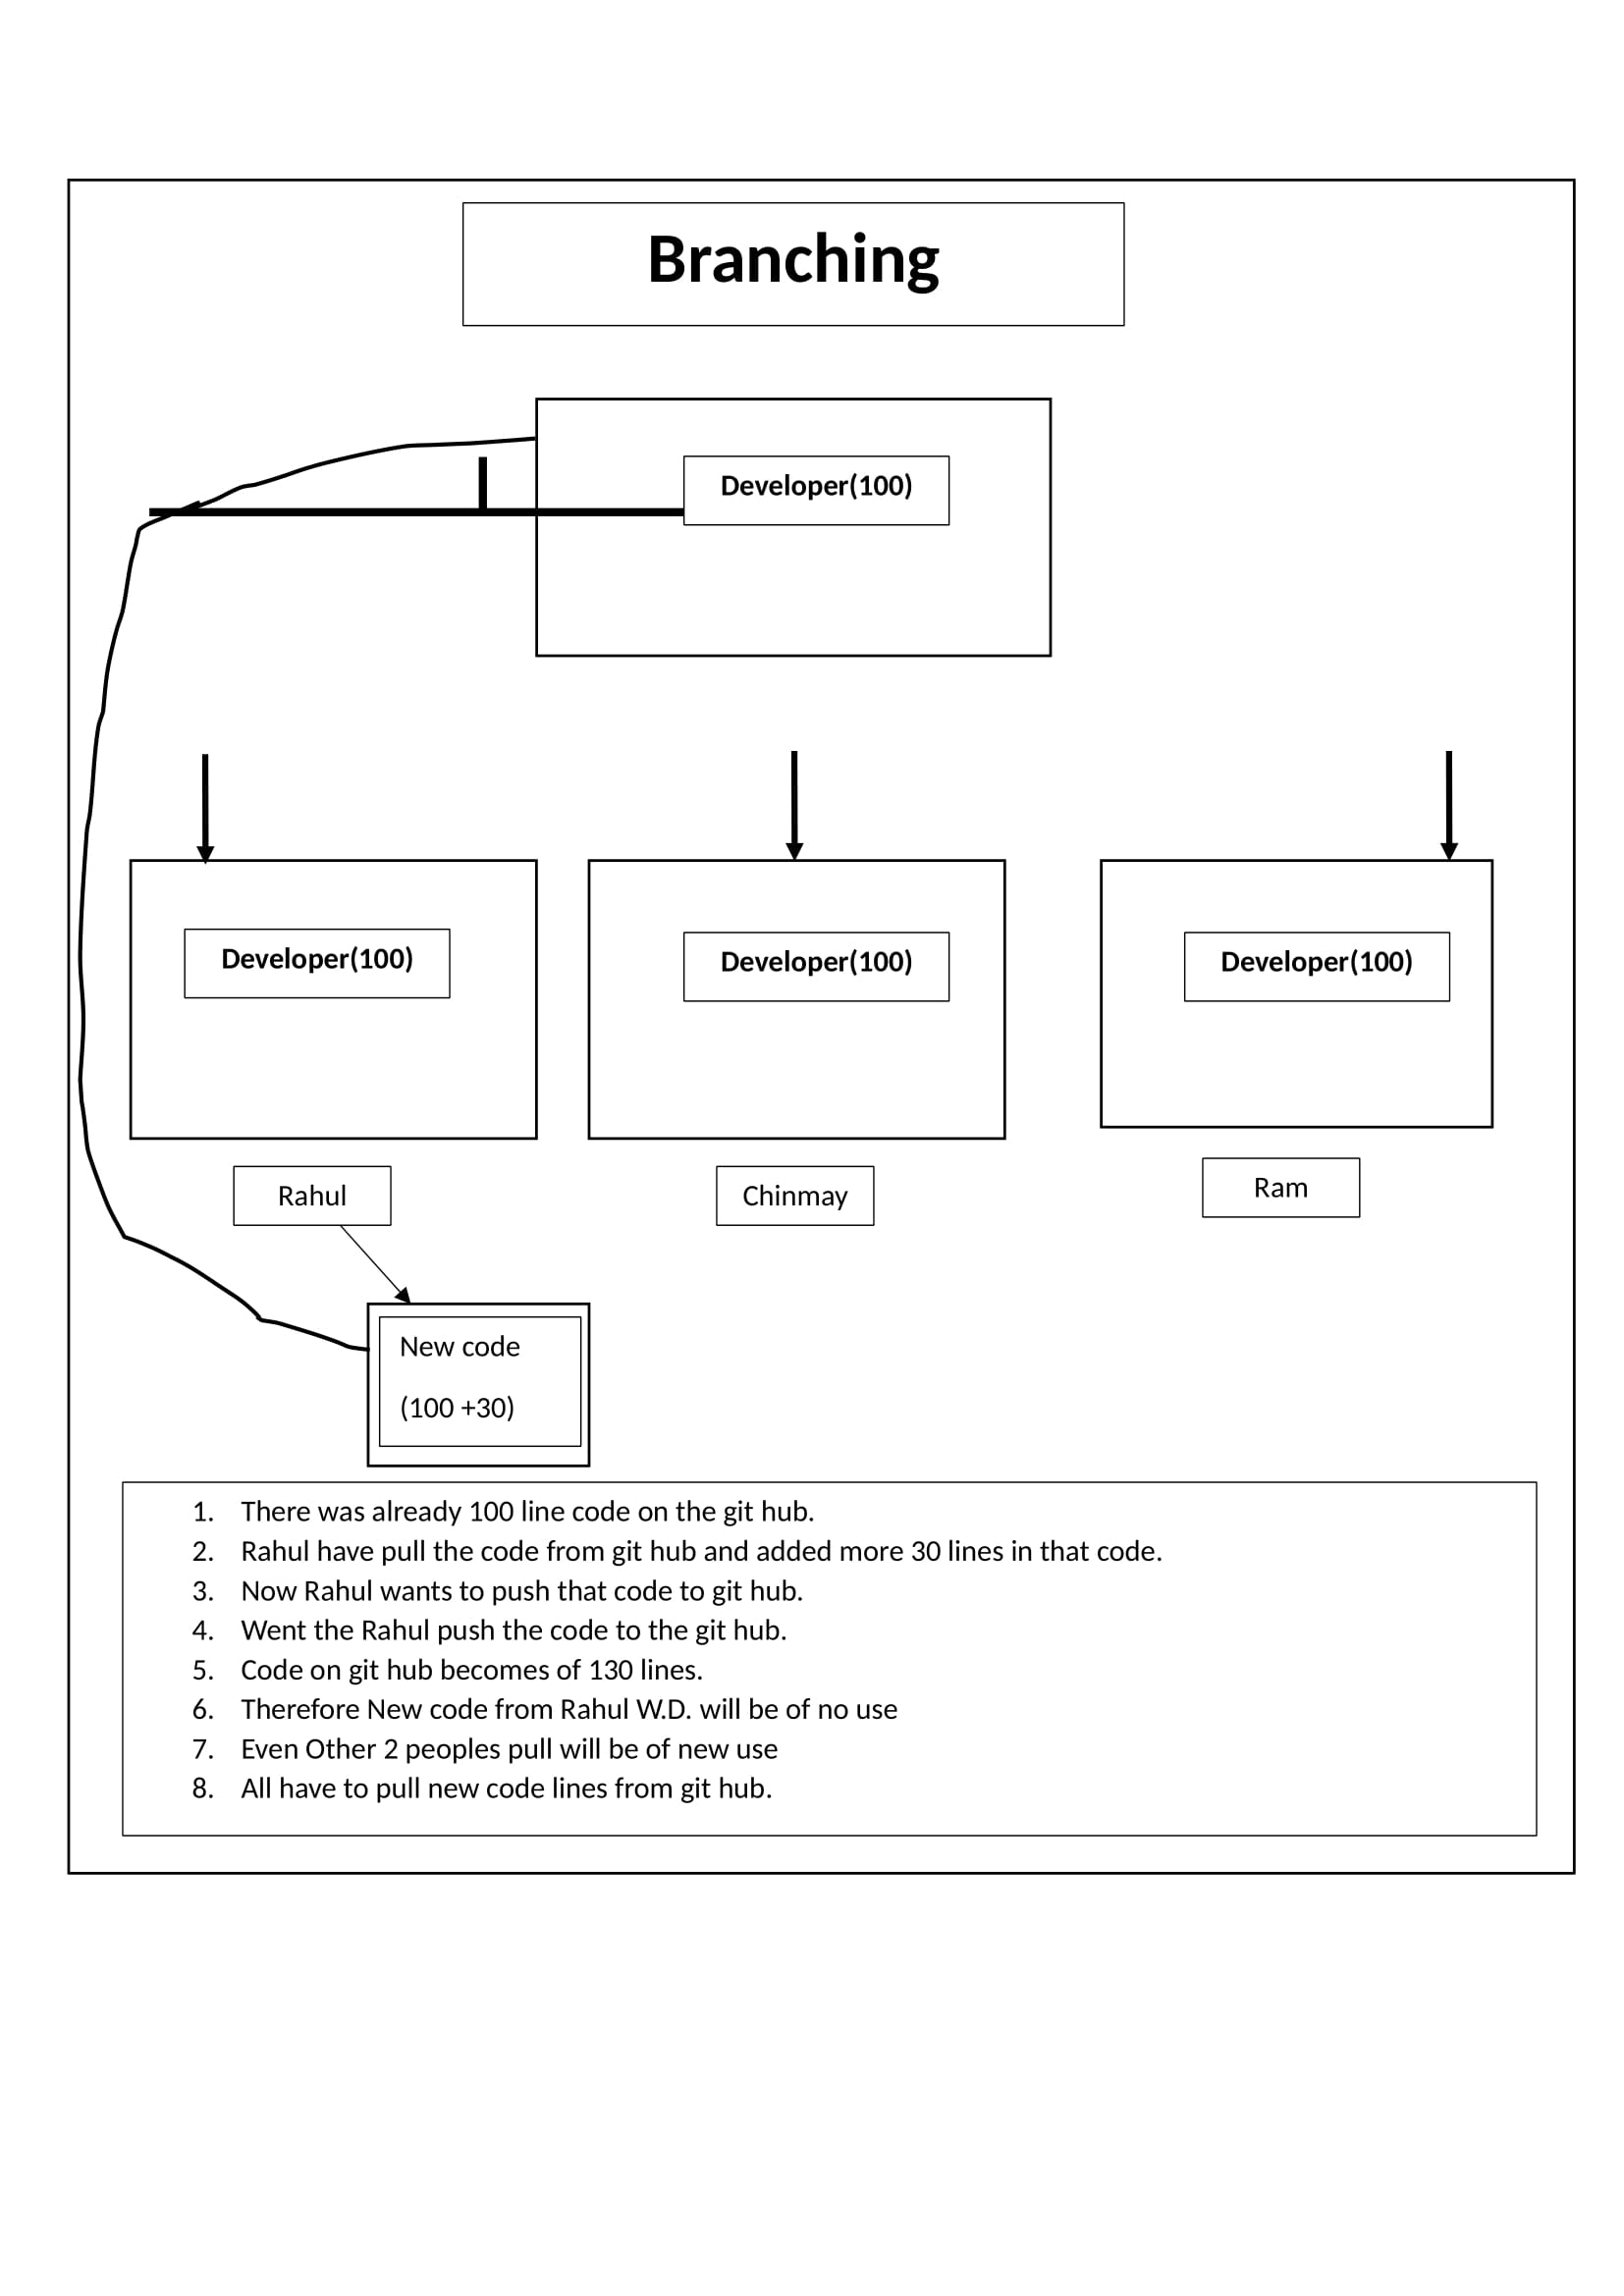 Branching
Developer(100)
Developer(100)
Developer(100)
Developer(100)
Rahul
Chinmay
Ram
New code
(100 +30)
1. There was already 100 line code on the git hub.
2. Rahul have pull the code from git hub and added more 30 lines in that code.
3. Now Rahul wants to push that code to git hub.
4. Went the Rahul push the code to the git hub.
5. Code on git hub becomes of 130 lines.
6. Therefore New code from Rahul W.D. will be of no use
7. Even Other 2 peoples pull will be of new use
8. All have to pull new code lines from git hub.